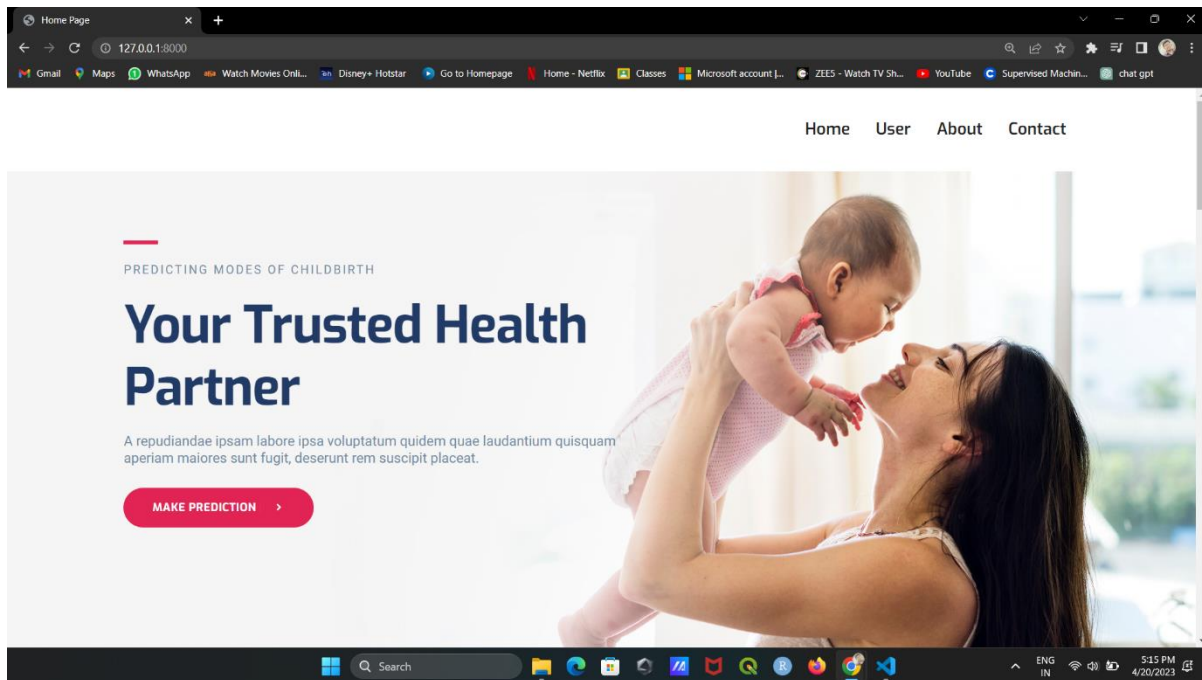 Home Page
127.0.0.1:8000
Gmail Maps WhatsApp Watch Movies Onli... Disney+ Hotstar Go to Homepage Home - Netflix Classes Microsoft account |... ZEE5 - Watch TV Sh... YouTube Supervised Machin... chat gpt
Home User About Contact
PREDICTING MODES OF CHILDBIRTH
Your Trusted Health
Partner
A repudiandae ipsam labore ipsa voluptatum quidem quae laudantium quisquam
aperiam maiores sunt fugit, deserunt rem suscipit placeat.
MAKE PREDICTION >
Search
ENG
IN
5:15 PM
4/20/2023